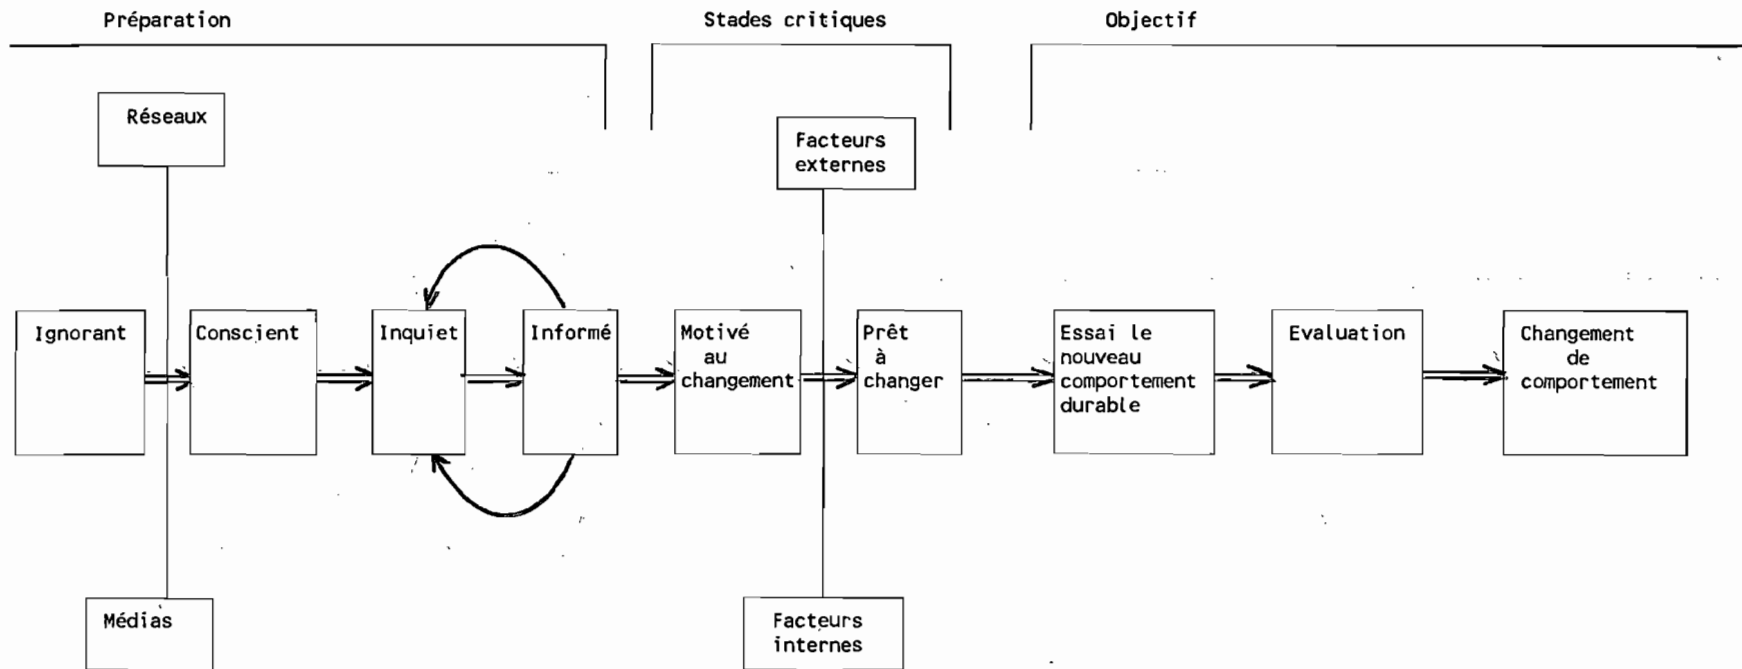 Préparation
Stades critiques
Objectif
Réseaux
Facteurs
externes
Ignorant
Conscient
Inquiet
Informé
Motivé
au
changement
Prêt
à
changer
Essai le
nouveau
comportement
durable
Evaluation
Changement
de
comportement
Médias
Facteurs
internes